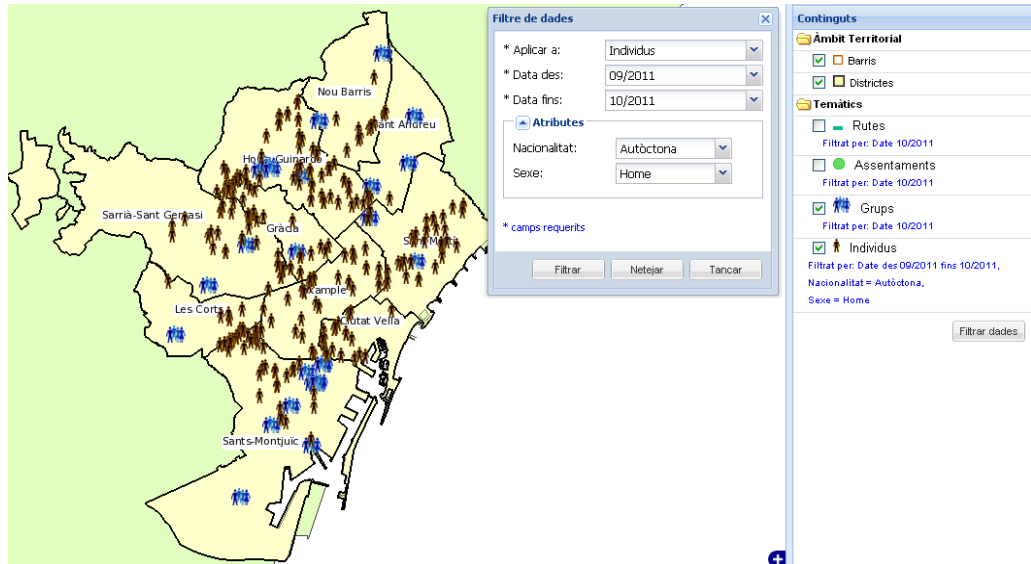 Nou Barris
ant Andreu
Horta-Guinardó
Sarrià-Sant Gervasi
Gràcia
Sant Martí
Example
Les Corts
Ciutat Vella
Sants-Montjuïc
Filtre de dades
* Aplicar a: Individus
* Data des: 09/2011
* Data fins: 10/2011
Atributes
Nacionalitat: Autòctona
Sexe: Home
* camps requerits
Filtrar Netejar Tancar
Continguts
Àmbit Territorial
Barris
Districtes
Temàtics
Rutes
Filtrat per: Date 10/2011
Assentaments
Filtrat per: Date 10/2011
Grups
Filtrat per: Date 10/2011
Individus
Filtrat per: Date des 09/2011 fins 10/2011,
Nacionalitat = Autòctona,
Sexe = Home
Filtrar dades